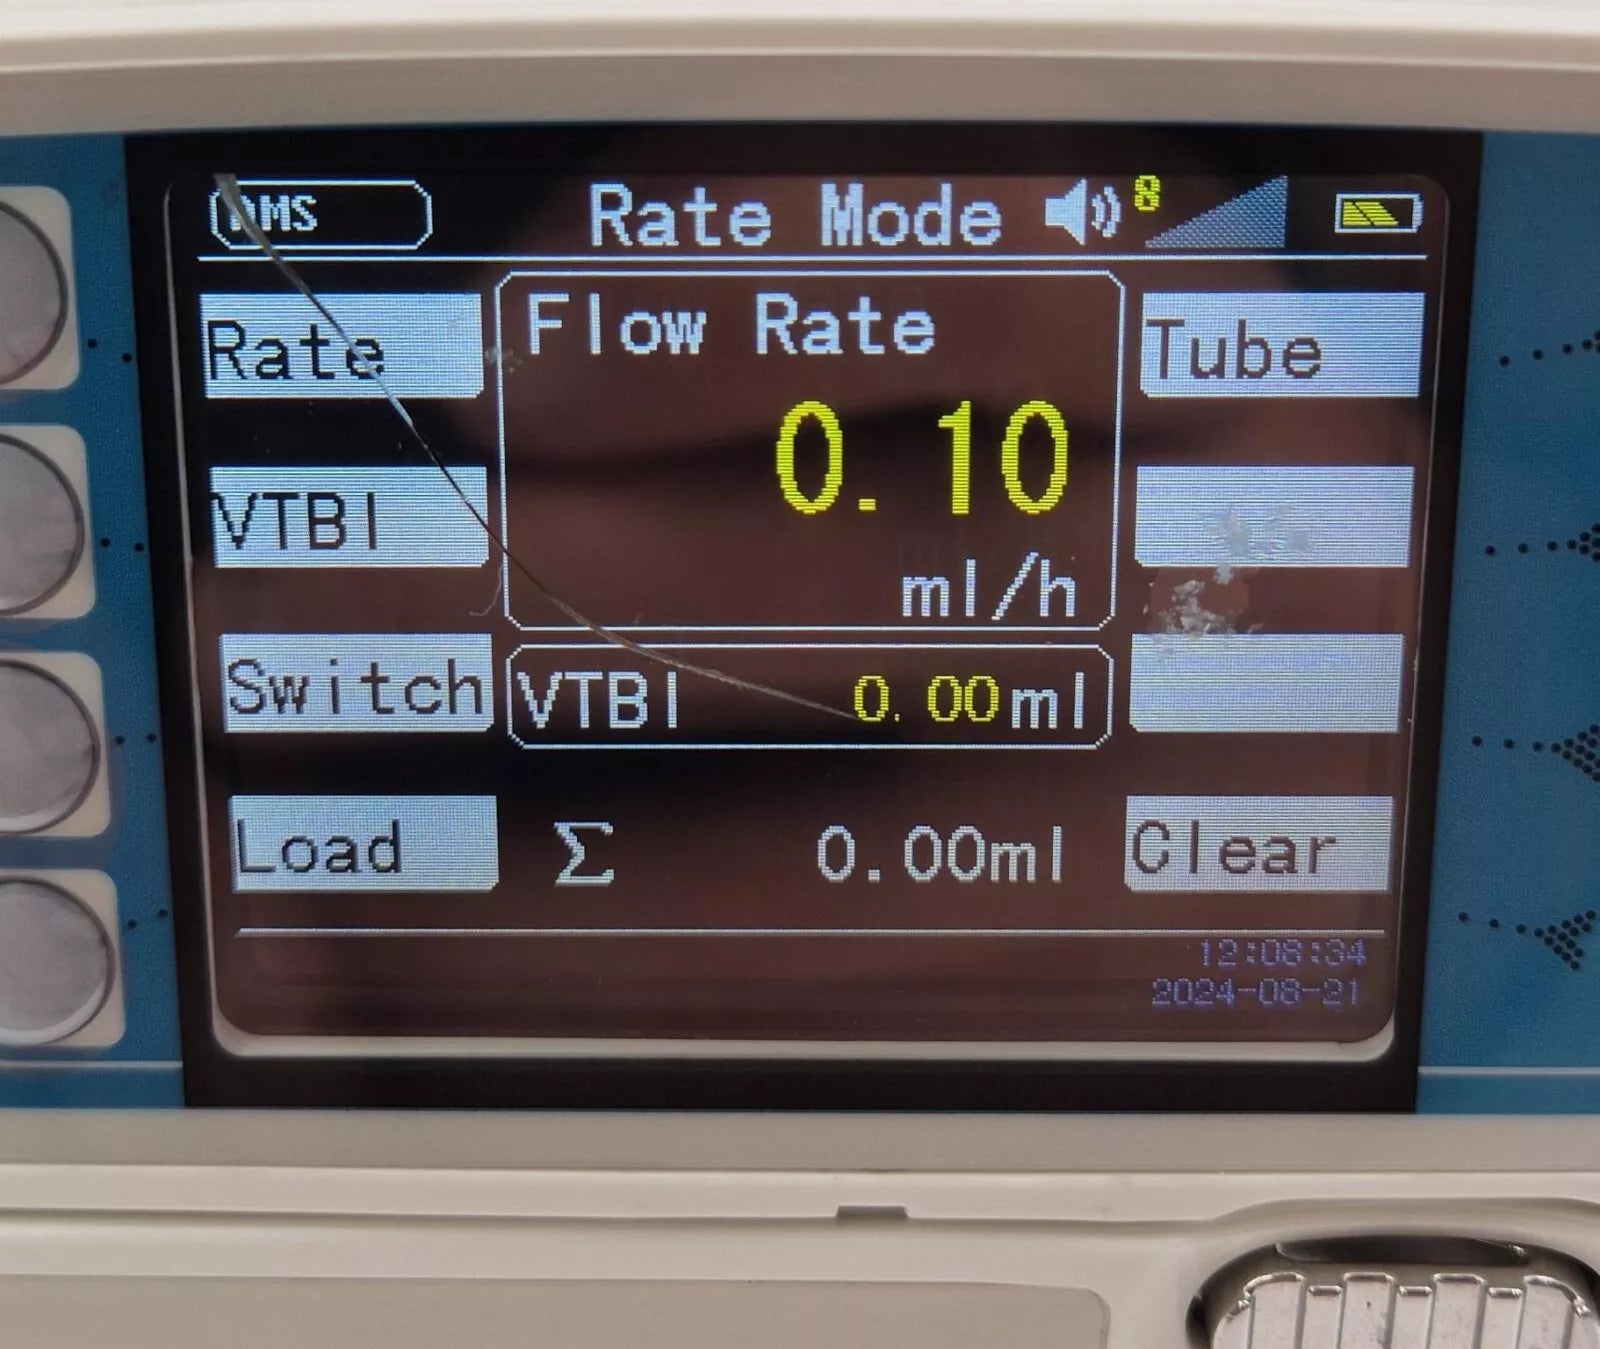 AMS
Rate Mode 8
Rate
Flow Rate
Tube
0.10
VTBI
ml/h
Switch
VTBI 0.00ml
Load
Σ 0.00ml
Clear
12:08:34
2024-08-21